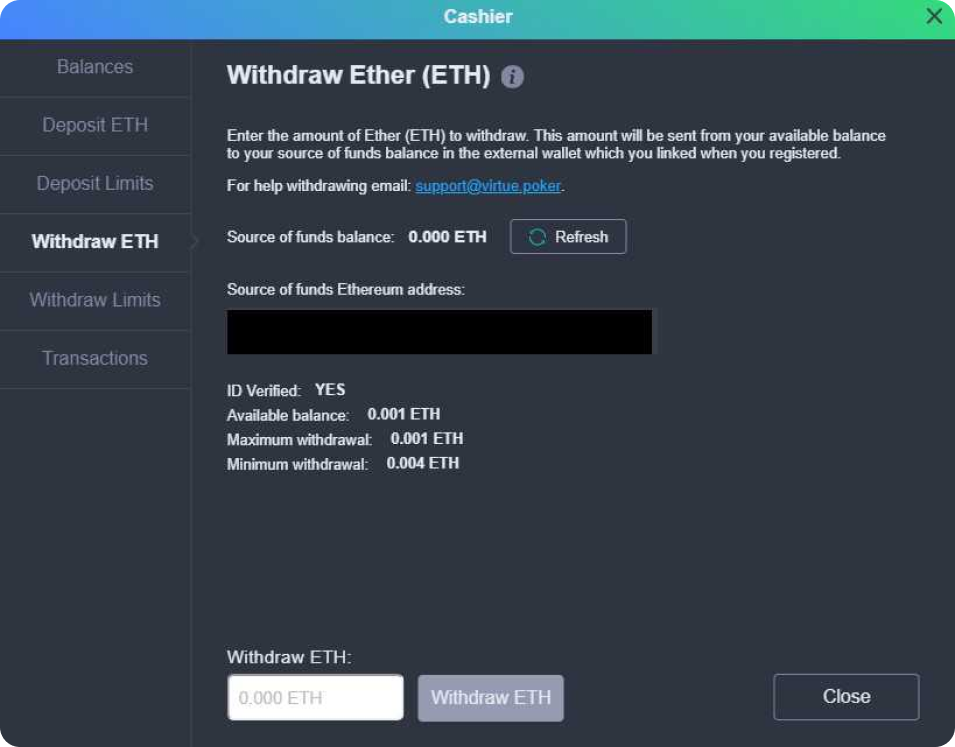 Cashier
Balances
Deposit ETH
Deposit Limits
Withdraw ETH
Withdraw Limits
Transactions
Withdraw Ether (ETH) i
Enter the amount of Ether (ETH) to withdraw. This amount will be sent from your available balance
to your source of funds balance in the external wallet which you linked when you registered.
For help withdrawing email: support@virtue.poker.
Source of funds balance: 0.000 ETH Refresh
Source of funds Ethereum address:
ID Verified: YES
Available balance: 0.001 ETH
Maximum withdrawal: 0.001 ETH
Minimum withdrawal: 0.004 ETH
Withdraw ETH:
0.000 ETH Withdraw ETH Close